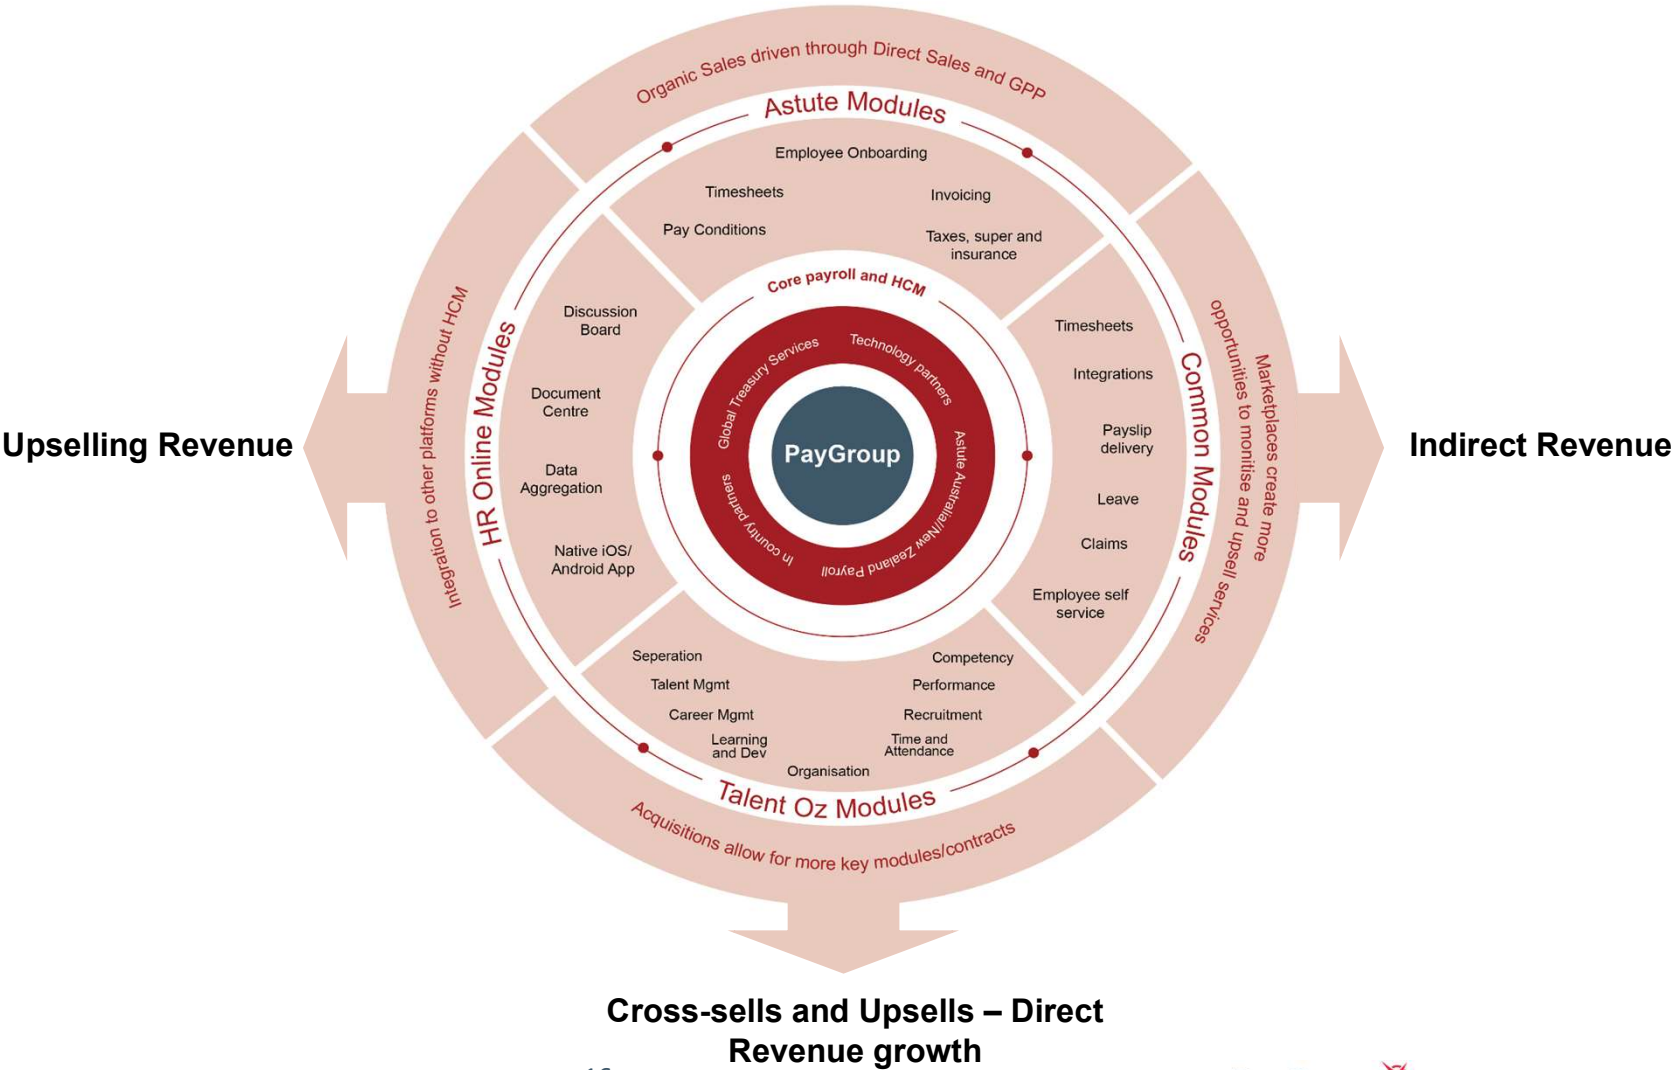 Organic Sales driven through Direct Sales and GPP
Astute Modules
Employee Onboarding
Timesheets
Invoicing
Pay Conditions
Taxes, super and
insurance
Core payroll and HCM
Global Treasury Services
Technology partners
Astute Australia//New Zealand Payroll
In country partners
PayGroup
Integration to other platforms without HCM
HR Online Modules
Discussion
Board
Document
Centre
Data
Aggregation
Native iOS/
Android App
Timesheets
Integrations
Payslip
delivery
Leave
Claims
Employee self
service
Common Modules
Marketplaces create more
opportunities to monitise and upsell services
Upselling Revenue
Indirect Revenue
Seperation
Talent Mgmt
Career Mgmt
Learning
and Dev
Organisation
Competency
Performance
Recruitment
Time and
Attendance
Talent Oz Modules
Acquisitions allow for more key modules/contracts
Cross-sells and Upsells – Direct
Revenue growth